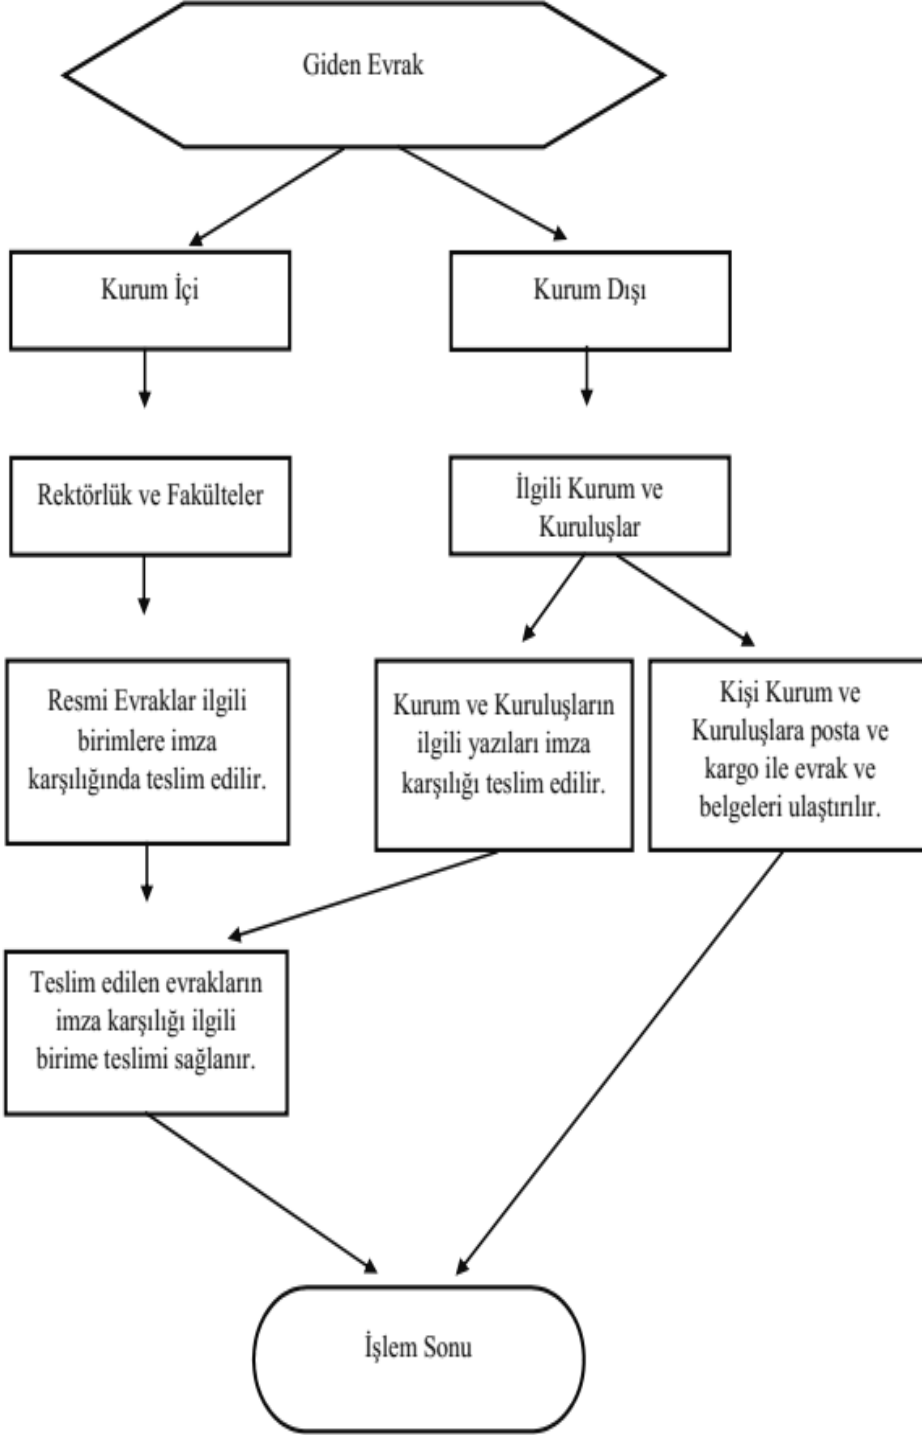 Giden Evrak
Kurum İçi
Kurum Dışı
Rektörlük ve Fakülteler
İlgili Kurum ve
Kuruluşlar
Resmi Evraklar ilgili
birimlere imza
karşılığında teslim edilir.
Kurum ve Kuruluşların
ilgili yazıları imza
karşılığı teslim edilir.
Kişi Kurum ve
Kuruluşlara posta ve
kargo ile evrak ve
belgeleri ulaştırılır.
Teslim edilen evrakların
imza karşılığı ilgili
birime teslimi sağlanır.
İşlem Sonu